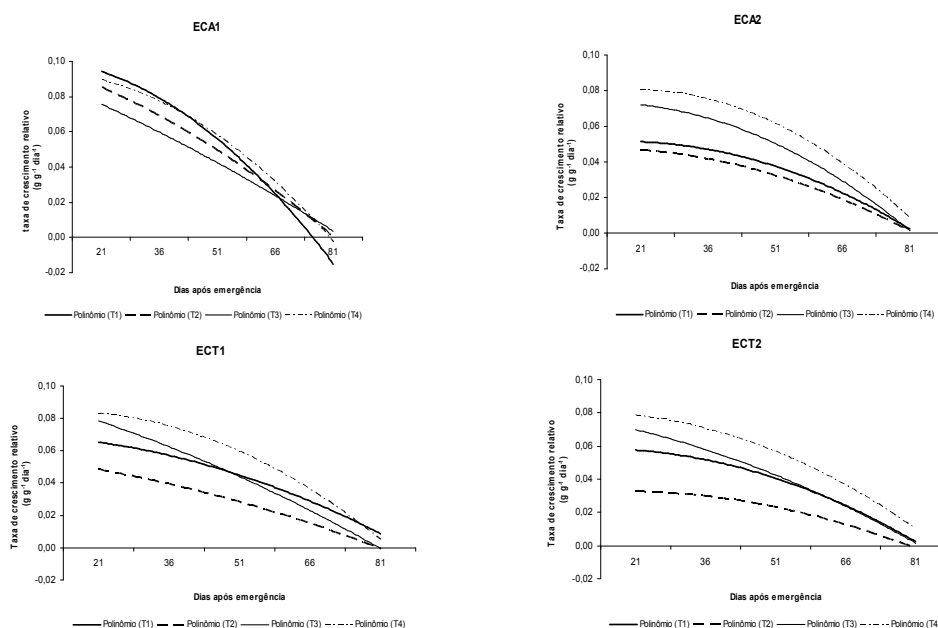 ECA1
0,10
0,08
0,06
0,04
0,02
0,00
-0,02
taxa de crescimento relativo
(g g⁻¹ dia⁻¹)
21 36 51 66 81
Dias após emergência
Polinômio (T1) Polinômio (T2) Polinômio (T3) Polinômio (T4)
ECA2
0,10
0,08
0,06
0,04
0,02
0,00
-0,02
Taxa de crescimento relativo
(g g⁻¹ dia⁻¹)
21 36 51 66 81
Dias após emergência
Polinômio (T1) Polinômio (T2) Polinômio (T3) Polinômio (T4)
ECT1
0,10
0,08
0,06
0,04
0,02
0,00
-0,02
Taxa de crescimento relativo
(g g⁻¹ dia⁻¹)
21 36 51 66 81
Dias após emergência
Polinômio (T1) Polinômio (T2) Polinômio (T3) Polinômio (T4)
ECT2
0,10
0,08
0,06
0,04
0,02
0,00
-0,02
Taxa de crescimento relativo
(g g⁻¹ dia⁻¹)
21 36 51 66 81
Dias após emergência
Polinômio (T1) Polinômio (T2) Polinômio (T3) Polinômio (T4)